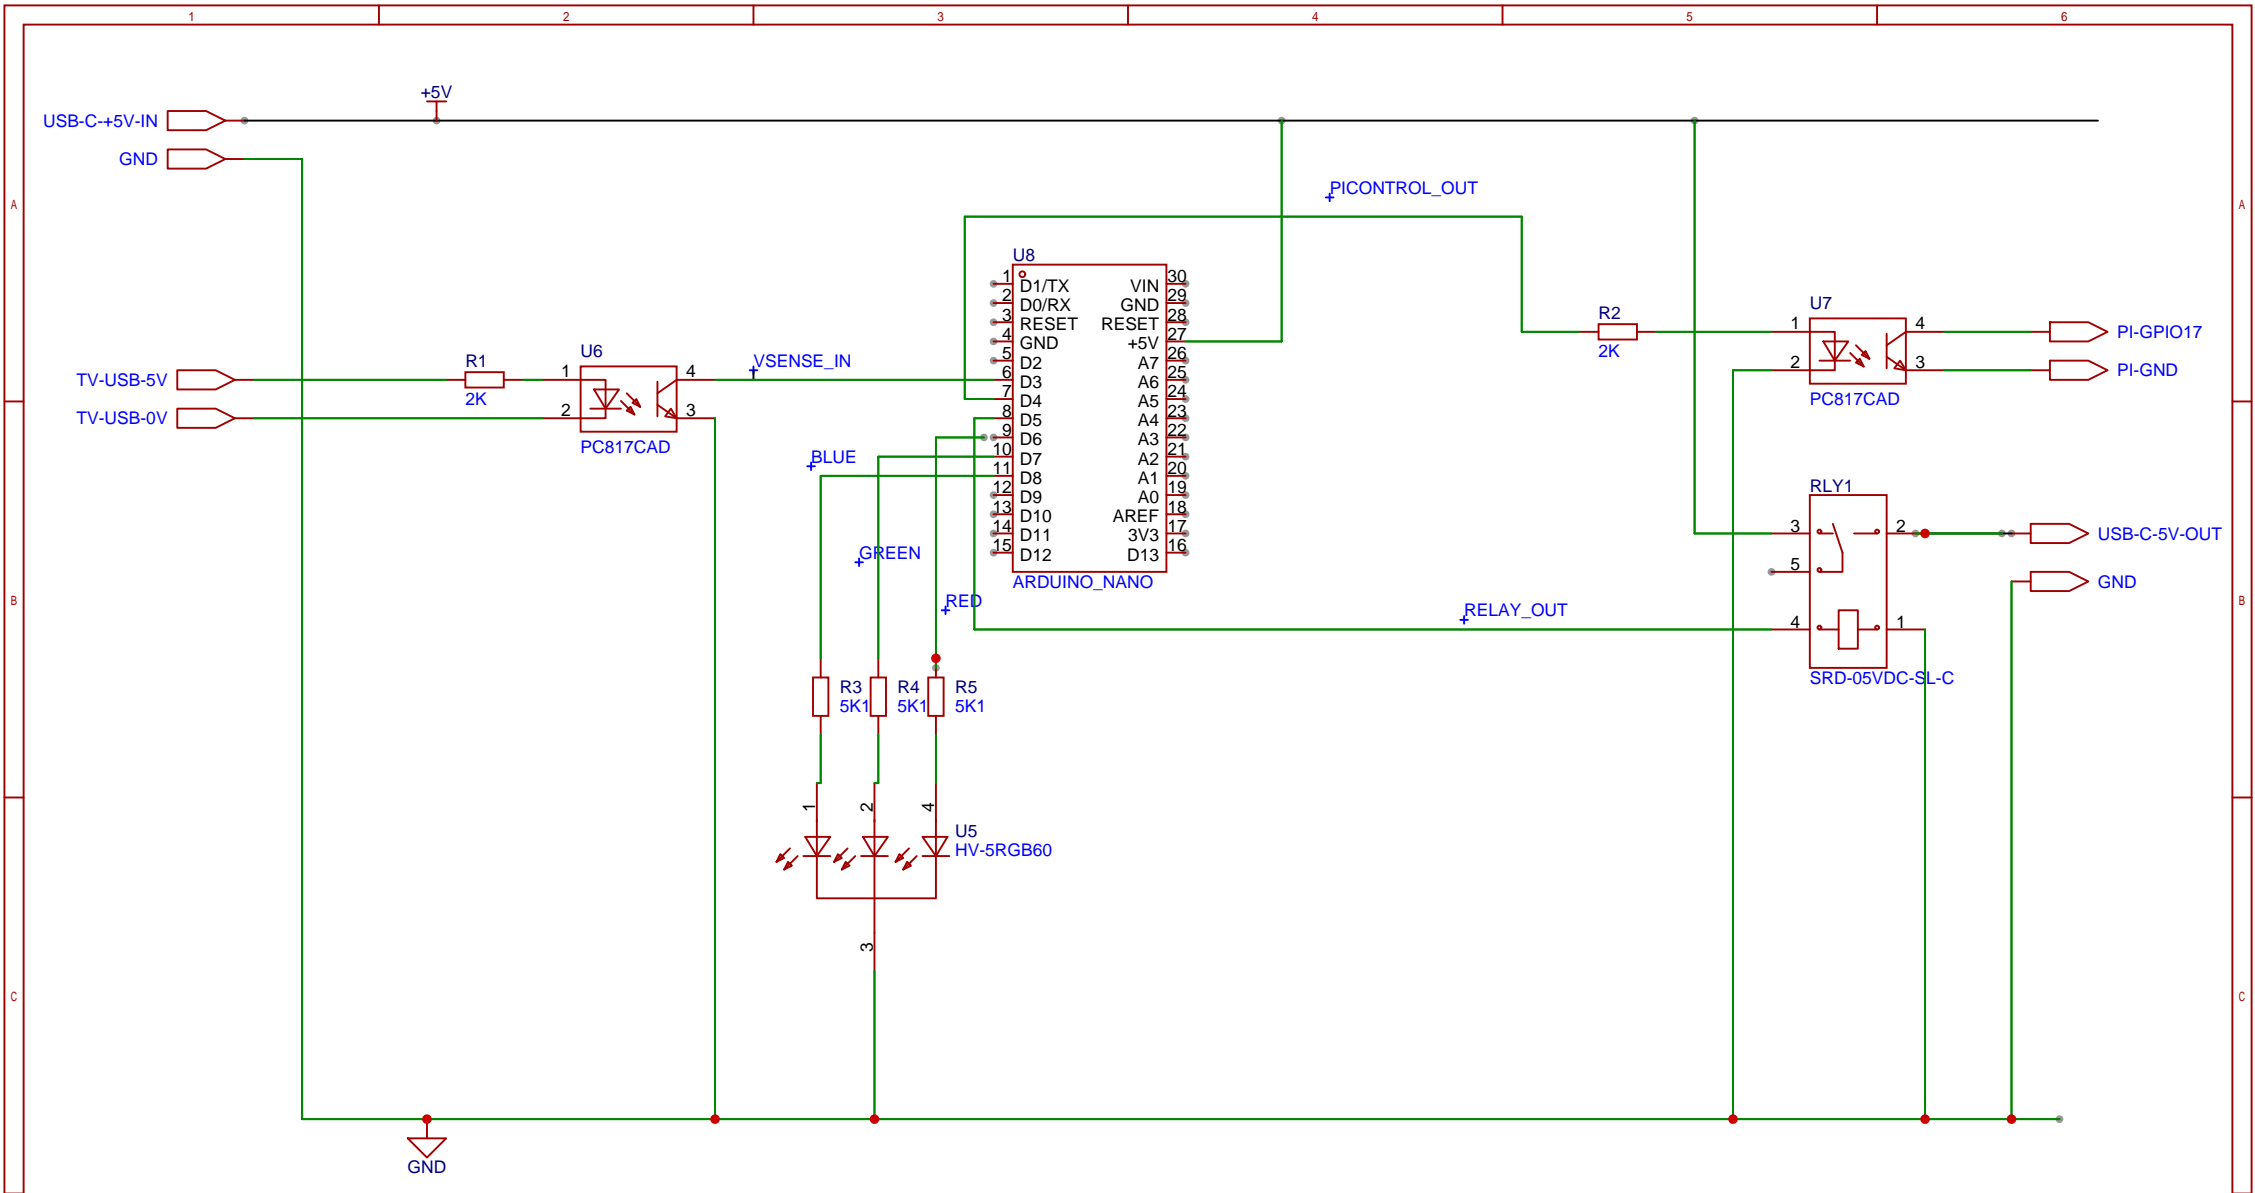 1 2 3 4 5 6
+5V
USB-C-+5V-IN
GND
PICONTROL_OUT
A A
U8
1 D1/TX VIN 30
2 D0/RX GND 29
3 RESET RESET 28
4 GND +5V 27
5 D2 A7 26
6 D3 A6 25
7 D4 A5 24
8 D5 A4 23
9 D6 A3 22
10 D7 A2 21
11 D8 A1 20
12 D9 A0 19
13 D10 AREF 18
14 D11 3V3 17
15 D12 D13 16
ARDUINO_NANO
R2
2K
U7
1 4
2 3
PC817CAD
PI-GPIO17
PI-GND
TV-USB-5V
TV-USB-0V
R1
2K
U6
1 4
2 3
PC817CAD
VSENSE_IN
BLUE
GREEN
RED
RLY1
3 2
5
4 1
SRD-05VDC-SL-C
USB-C-5V-OUT
GND
RELAY_OUT
B B
R3
5K1
R4
5K1
R5
5K1
1 2 4
U5
HV-5RGB60
3
C C
GND